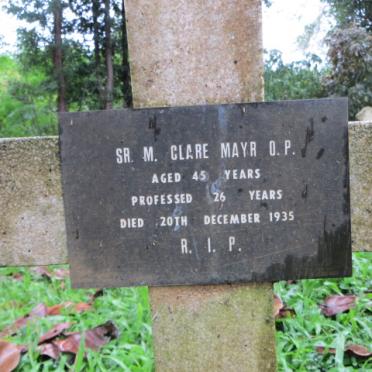 SR. M. CLARE MAYR O.P.
AGED 45 YEARS
PROFESSED 26 YEARS
DIED 20TH DECEMBER 1935
R. I. P.